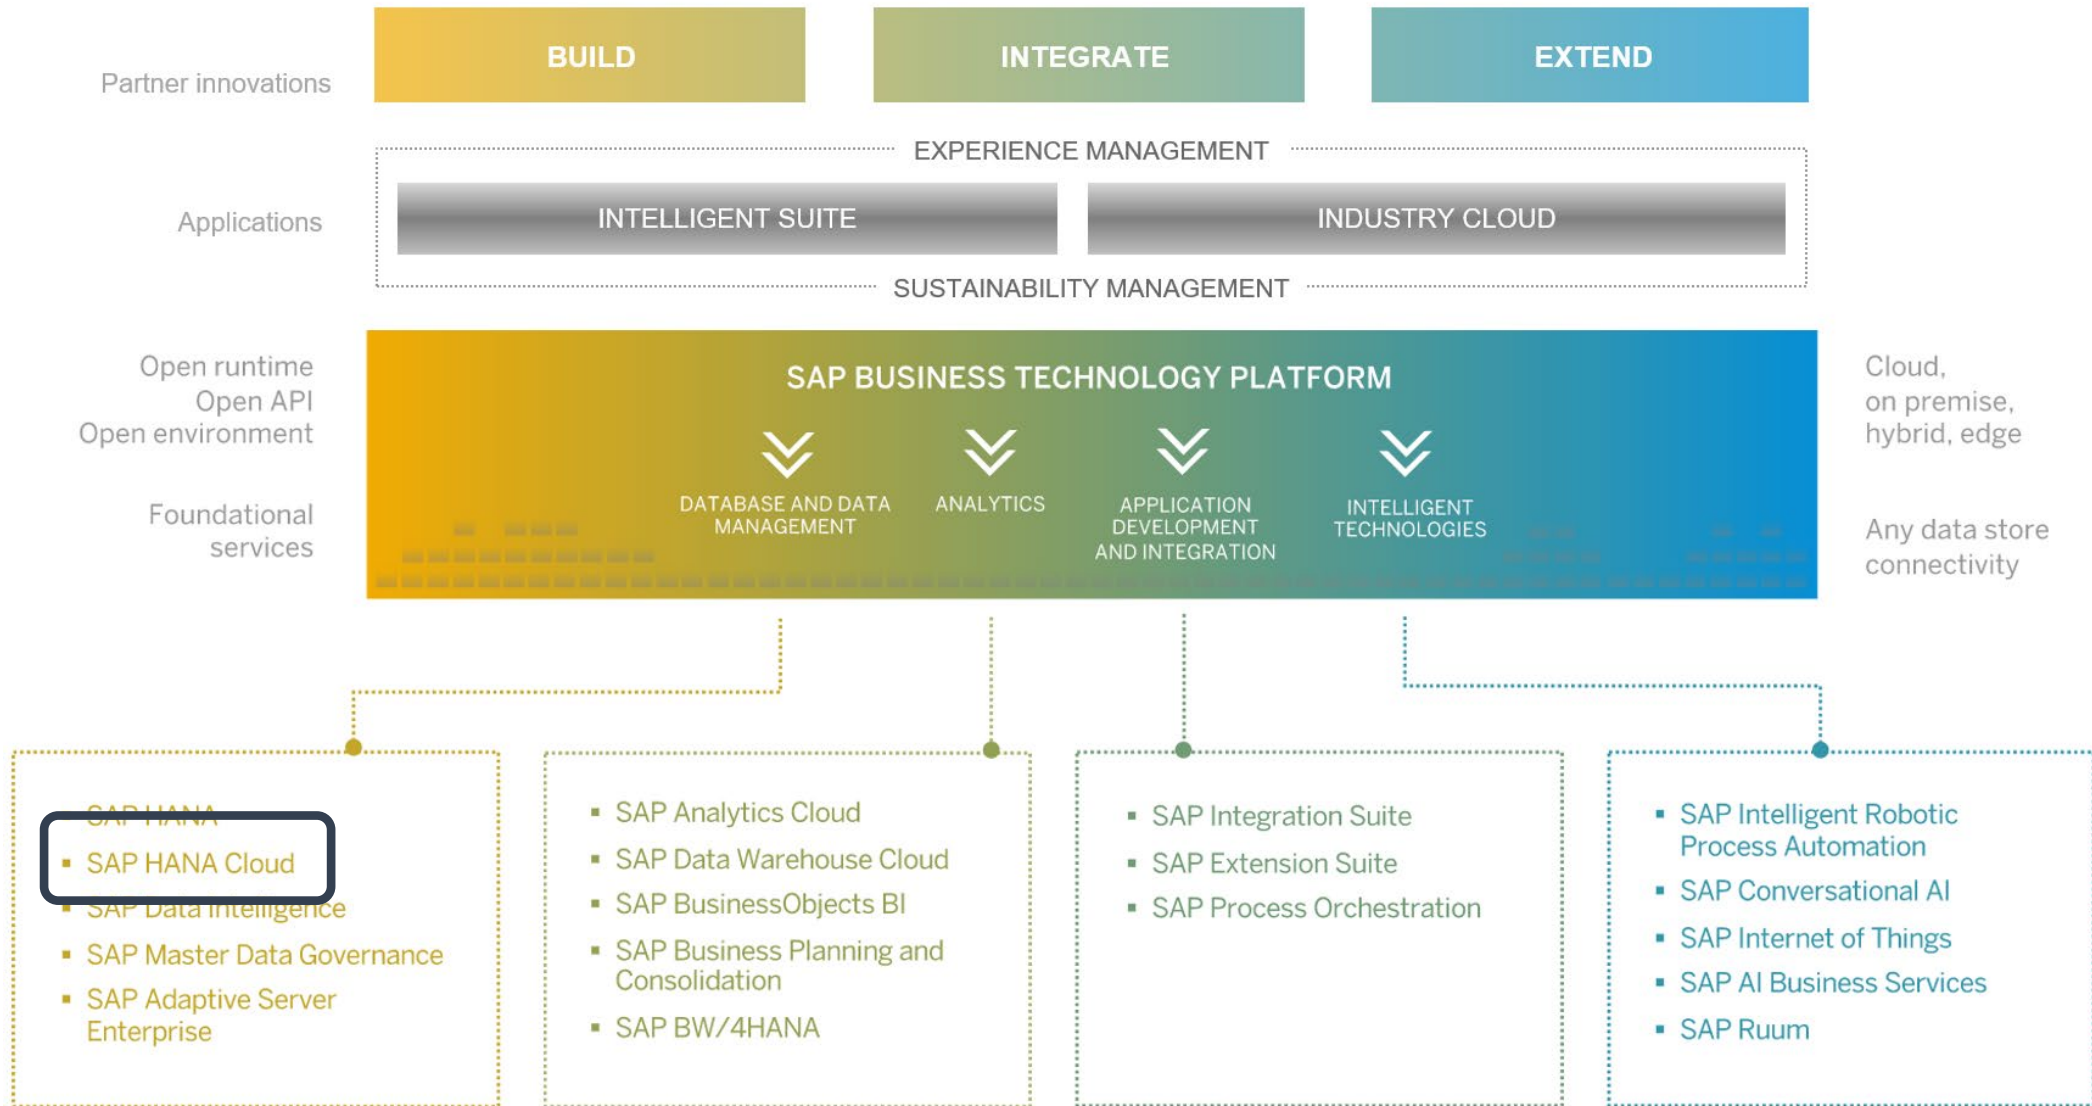 BUILD
INTEGRATE
EXTEND
Partner innovations
EXPERIENCE MANAGEMENT
Applications
INTELLIGENT SUITE
INDUSTRY CLOUD
SUSTAINABILITY MANAGEMENT
Open runtime
Open API
Open environment
Foundational
services
SAP BUSINESS TECHNOLOGY PLATFORM
DATABASE AND DATA
MANAGEMENT
ANALYTICS
APPLICATION
DEVELOPMENT
AND INTEGRATION
INTELLIGENT
TECHNOLOGIES
Cloud,
on premise,
hybrid, edge
Any data store
connectivity
SAP HANA
▪ SAP HANA Cloud
▪ SAP Data Intelligence
▪ SAP Master Data Governance
▪ SAP Adaptive Server
Enterprise
▪ SAP Analytics Cloud
▪ SAP Data Warehouse Cloud
▪ SAP BusinessObjects BI
▪ SAP Business Planning and
Consolidation
▪ SAP BW/4HANA
▪ SAP Integration Suite
▪ SAP Extension Suite
▪ SAP Process Orchestration
▪ SAP Intelligent Robotic
Process Automation
▪ SAP Conversational AI
▪ SAP Internet of Things
▪ SAP AI Business Services
▪ SAP Ruum